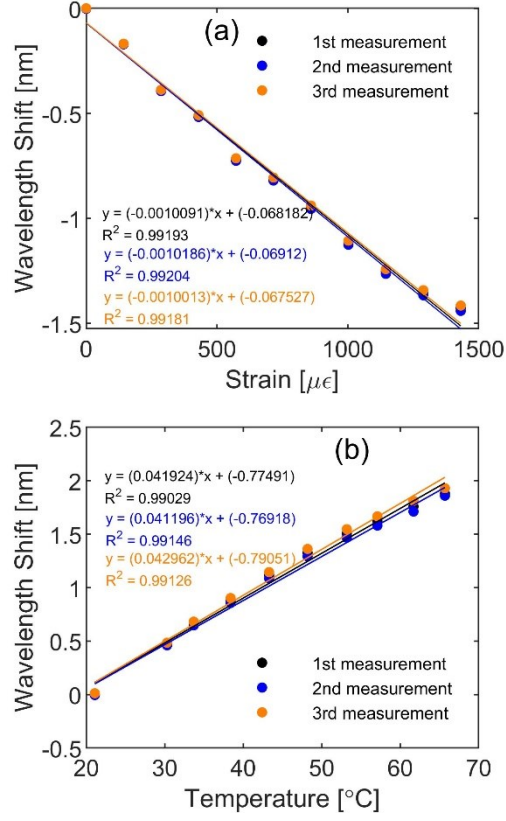 (a)
1st measurement
2nd measurement
3rd measurement
y = (-0.0010091)*x + (-0.068182)
R² = 0.99193
y = (-0.0010186)*x + (-0.06912)
R² = 0.99204
y = (-0.0010013)*x + (-0.067527)
R² = 0.99181
Wavelength Shift [nm]
0
-0.5
-1
-1.5
0 500 1000 1500
Strain [με]
(b)
y = (0.041924)*x + (-0.77491)
R² = 0.99029
y = (0.041196)*x + (-0.76918)
R² = 0.99146
y = (0.042962)*x + (-0.79051)
R² = 0.99126
1st measurement
2nd measurement
3rd measurement
Wavelength Shift [nm]
2.5
2
1.5
1
0.5
0
-0.5
20 30 40 50 60 70
Temperature [°C]